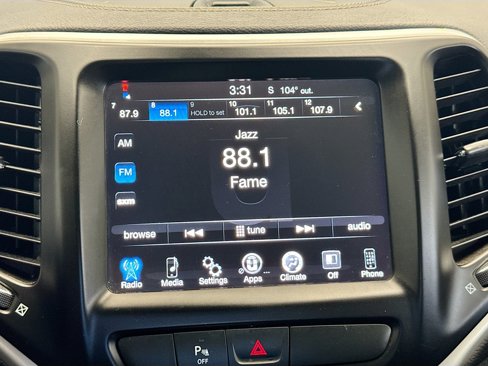 3:31 S 104° out.
7 8 9 10 11 12
87.9 88.1 HOLD to set 101.1 105.1 107.9
AM
Jazz
88.1
FM
Fame
sxm
browse tune audio
Radio Media Settings Apps Climate Off Phone
P OFF